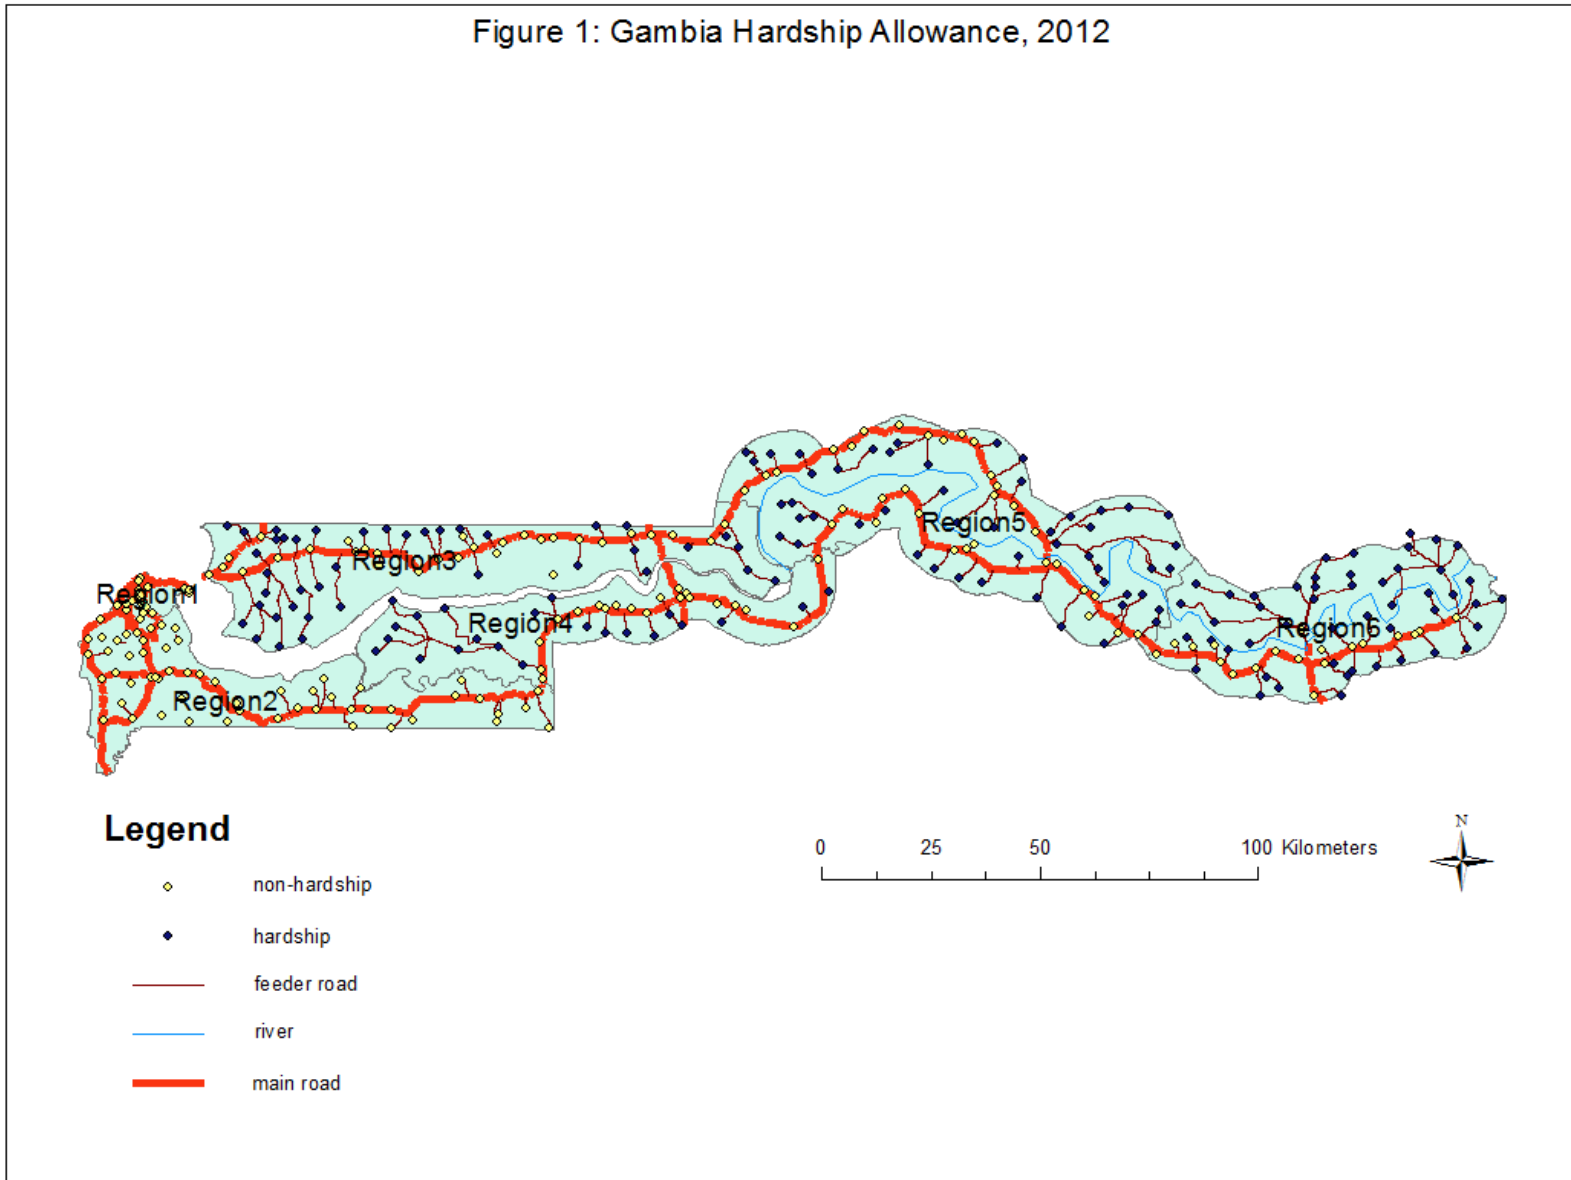 Figure 1: Gambia Hardship Allowance, 2012
Region5
Region3
Region1
Region4
Region6
Region2
Legend
non-hardship
hardship
feeder road
river
main road
0 25 50 100 Kilometers
N